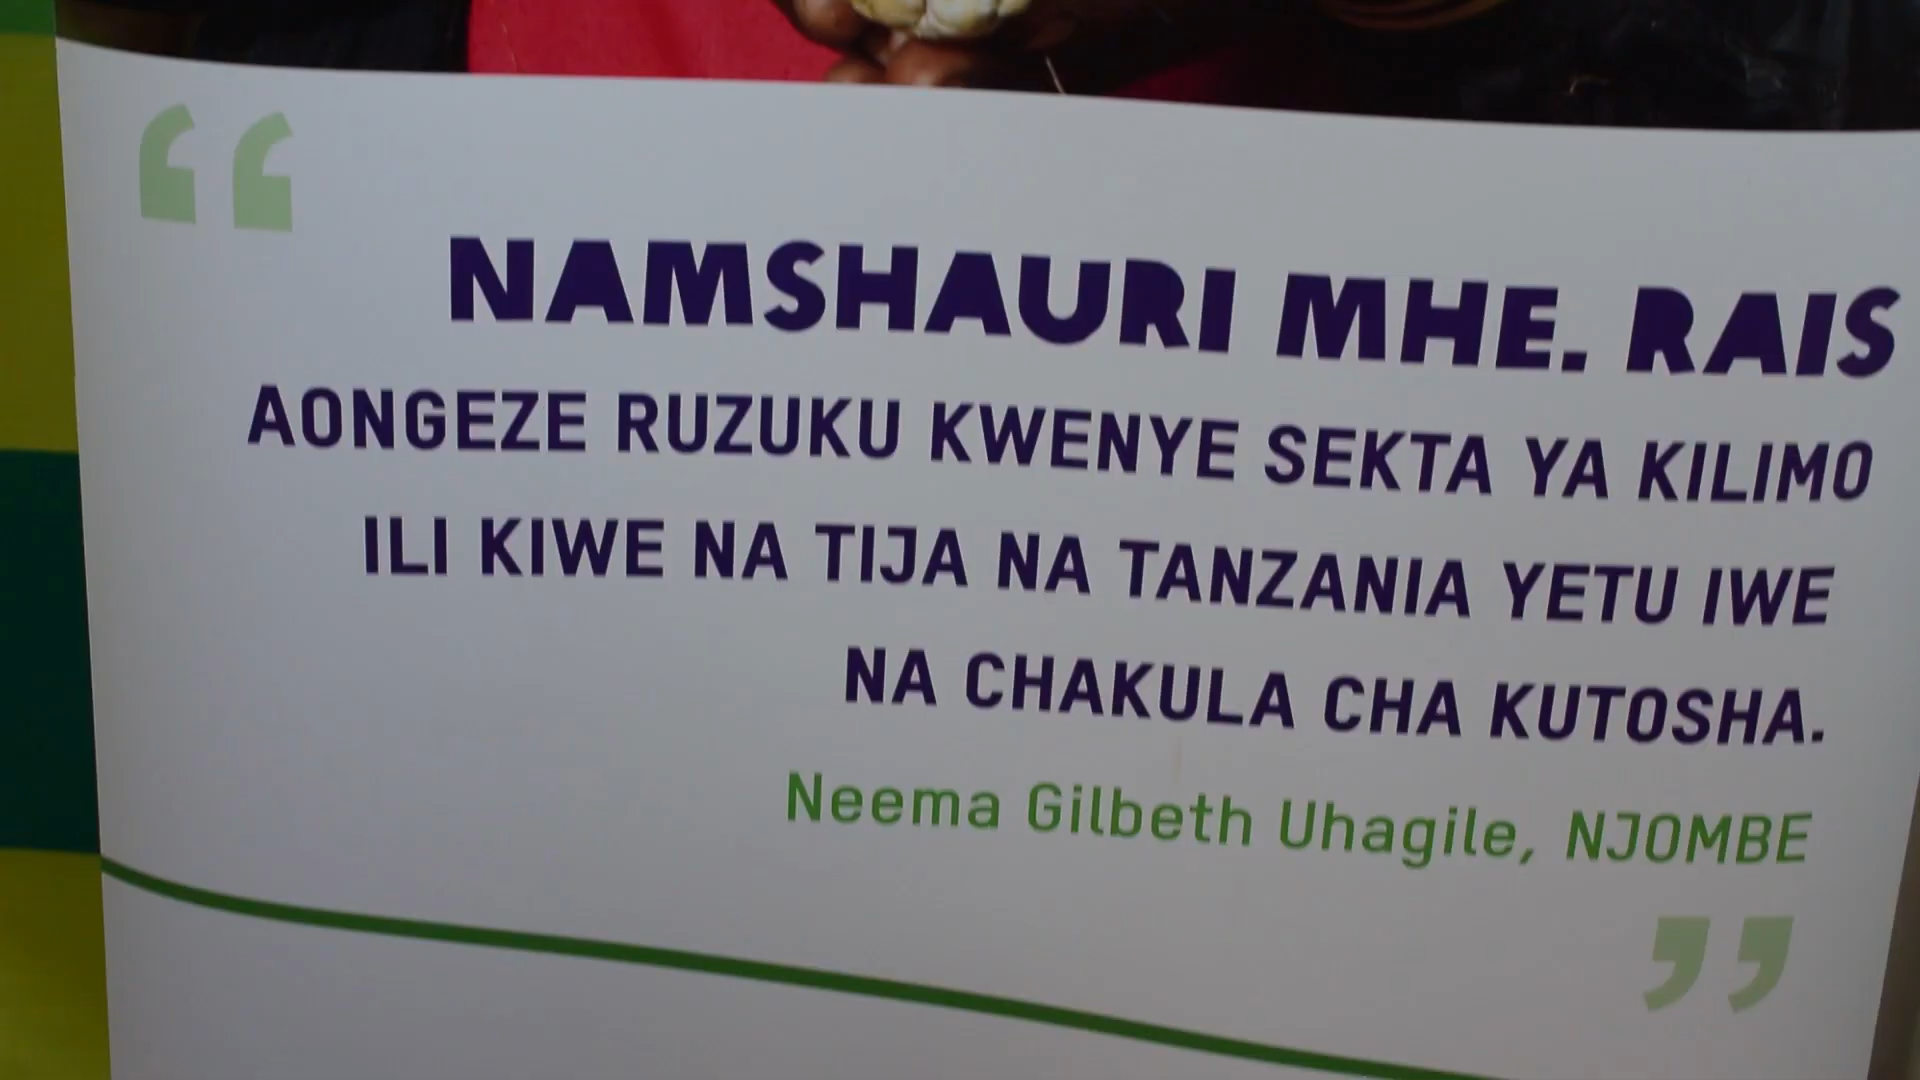 “
NAMSHAURI MHE. RAIS
AONGEZE RUZUKU KWENYE SEKTA YA KILIMO
ILI KIWE NA TIJA NA TANZANIA YETU IWE
NA CHAKULA CHA KUTOSHA.
Neema Gilbeth Uhagile, NJOMBE
”